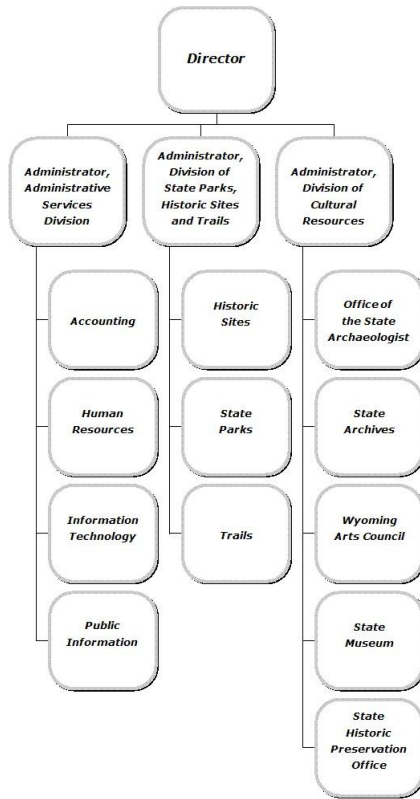 Director
Administrator,
Administrative
Services
Division
Administrator,
Division of
State Parks,
Historic Sites
and Trails
Administrator,
Division of
Cultural
Resources
Accounting
Human
Resources
Information
Technology
Public
Information
Historic
Sites
State
Parks
Trails
Office of
the State
Archaeologist
State
Archives
Wyoming
Arts Council
State
Museum
State
Historic
Preservation
Office